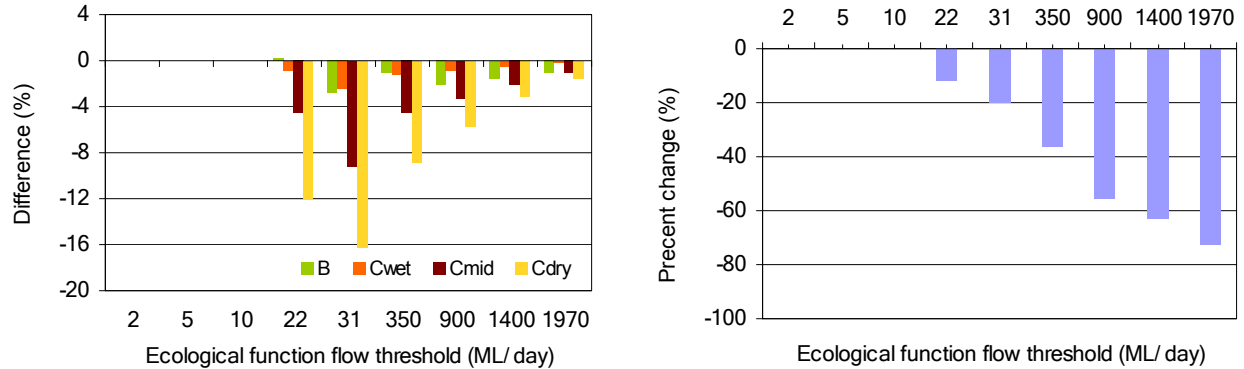 4
0
-4
-8
-12
-16
-20
Difference (%)
B Cwet Cmid Cdry
2 5 10 22 31 350 900 1400 1970
Ecological function flow threshold (ML/ day)
2 5 10 22 31 350 900 1400 1970
0
-20
-40
-60
-80
-100
Precent change (%)
Ecological function flow threshold (ML/ day)